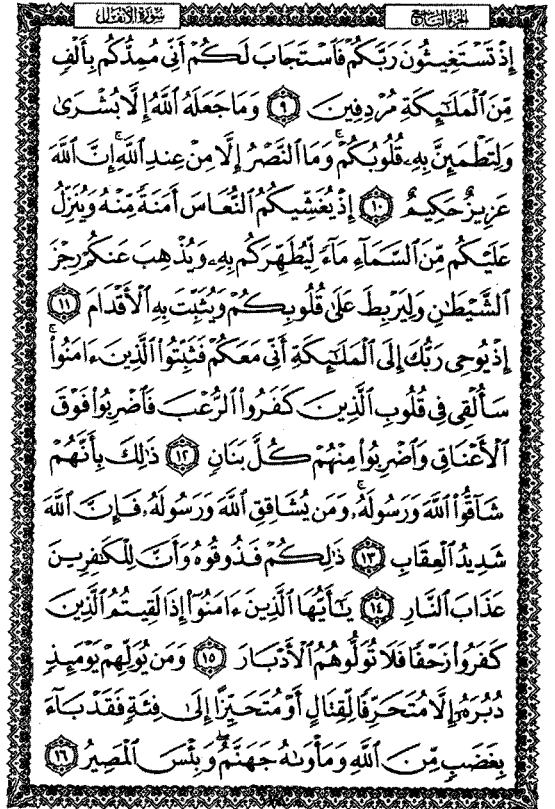 سورة الأنفال الجزء التاسع
إِذْ تَسْتَغِيثُونَ رَبَّكُمْ فَٱسْتَجَابَ لَكُمْ أَنِّى مُمِدُّكُم بِأَلْفٍ
مِّنَ ٱلْمَلَٰٓئِكَةِ مُرْدِفِينَ ٩ وَمَا جَعَلَهُ ٱللَّهُ إِلَّا بُشْرَىٰ
وَلِتَطْمَئِنَّ بِهِۦ قُلُوبُكُمْ ۚ وَمَا ٱلنَّصْرُ إِلَّا مِنْ عِندِ ٱللَّهِ ۚ إِنَّ ٱللَّهَ
عَزِيزٌ حَكِيمٌ ١٠ إِذْ يُغَشِّيكُمُ ٱلنُّعَاسَ أَمَنَةً مِّنْهُ وَيُنَزِّلُ
عَلَيْكُم مِّنَ ٱلسَّمَآءِ مَآءً لِّيُطَهِّرَكُم بِهِۦ وَيُذْهِبَ عَنكُمْ رِجْزَ
ٱلشَّيْطَٰنِ وَلِيَرْبِطَ عَلَىٰ قُلُوبِكُمْ وَيُثَبِّتَ بِهِ ٱلْأَقْدَامَ ١١
إِذْ يُوحِى رَبُّكَ إِلَى ٱلْمَلَٰٓئِكَةِ أَنِّى مَعَكُمْ فَثَبِّتُوا۟ ٱلَّذِينَ ءَامَنُوا۟ ۚ
سَأُلْقِى فِى قُلُوبِ ٱلَّذِينَ كَفَرُوا۟ ٱلرُّعْبَ فَٱضْرِبُوا۟ فَوْقَ
ٱلْأَعْنَاقِ وَٱضْرِبُوا۟ مِنْهُمْ كُلَّ بَنَانٍ ١٢ ذَٰلِكَ بِأَنَّهُمْ
شَآقُّوا۟ ٱللَّهَ وَرَسُولَهُۥ ۚ وَمَن يُشَاقِقِ ٱللَّهَ وَرَسُولَهُۥ فَإِنَّ ٱللَّهَ
شَدِيدُ ٱلْعِقَابِ ١٣ ذَٰلِكُمْ فَذُوقُوهُ وَأَنَّ لِلْكَٰفِرِينَ
عَذَابَ ٱلنَّارِ ١٤ يَٰٓأَيُّهَا ٱلَّذِينَ ءَامَنُوٓا۟ إِذَا لَقِيتُمُ ٱلَّذِينَ
كَفَرُوا۟ زَحْفًا فَلَا تُوَلُّوهُمُ ٱلْأَدْبَارَ ١٥ وَمَن يُوَلِّهِمْ يَوْمَئِذٍ
دُبُرَهُۥٓ إِلَّا مُتَحَرِّفًا لِّقِتَالٍ أَوْ مُتَحَيِّزًا إِلَىٰ فِئَةٍ فَقَدْ بَآءَ
بِغَضَبٍ مِّنَ ٱللَّهِ وَمَأْوَىٰهُ جَهَنَّمُ ۖ وَبِئْسَ ٱلْمَصِيرُ ١٦